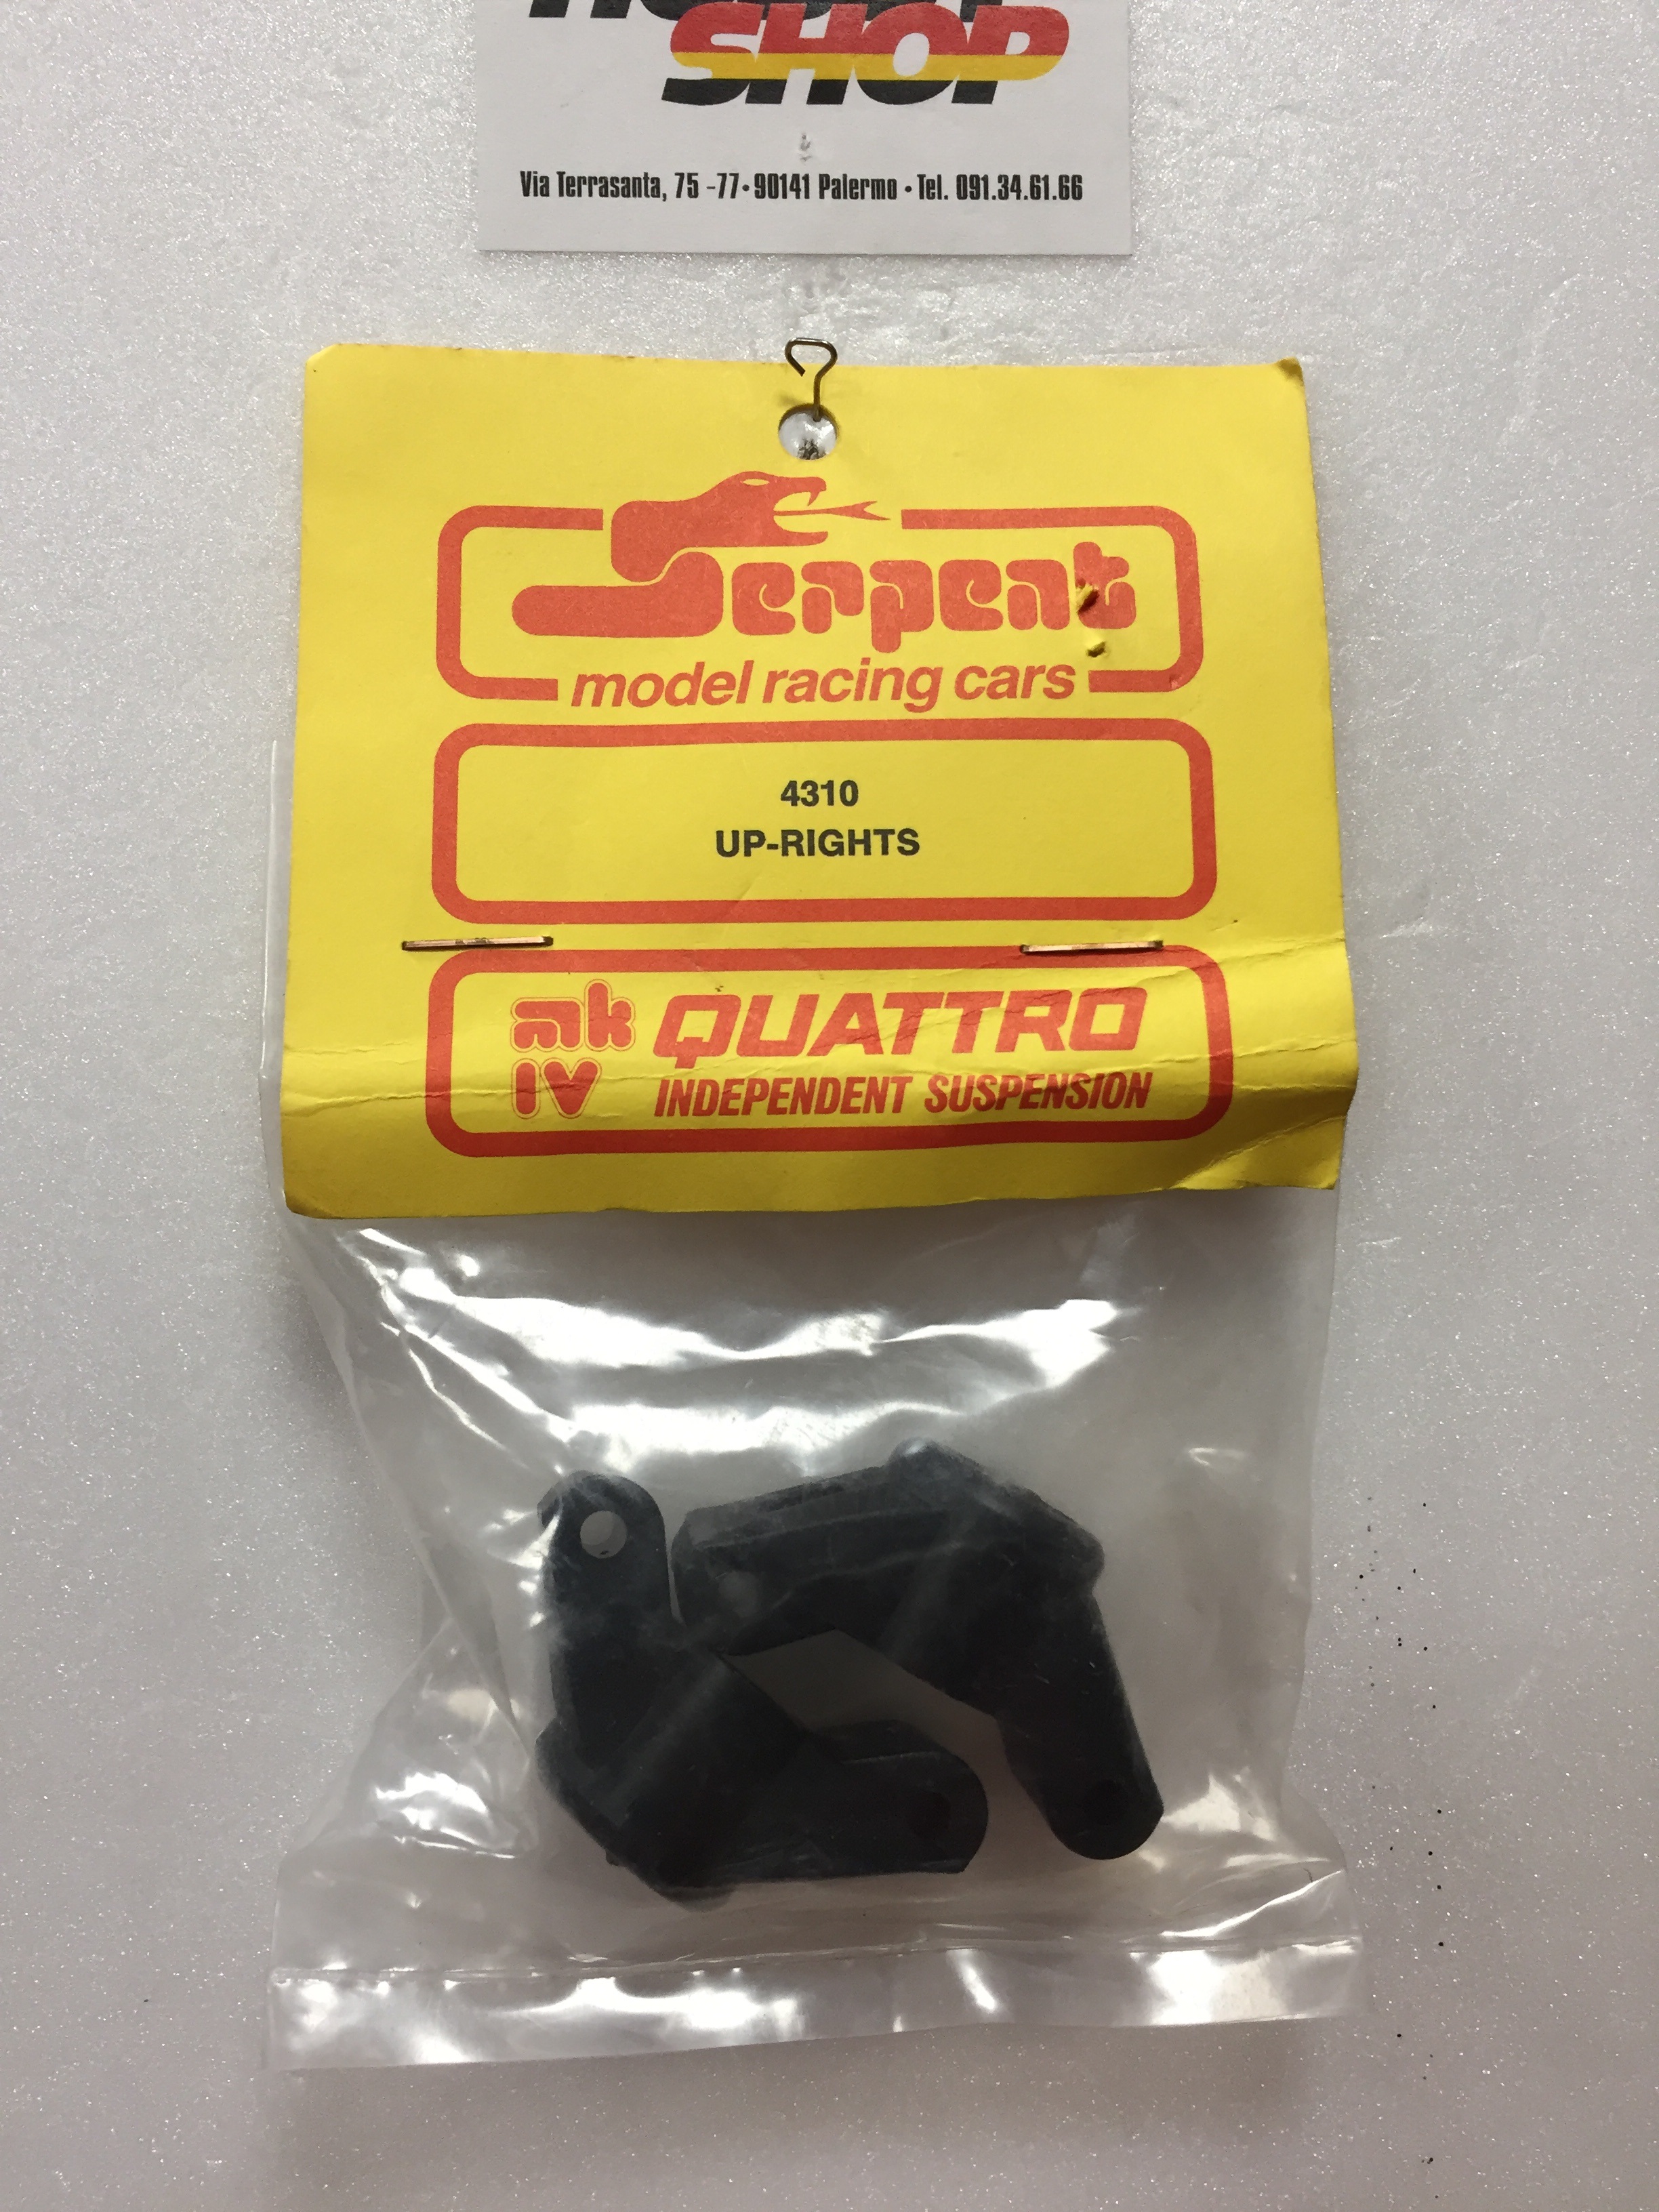 SHOP
Via Terrasanta, 75 -77 • 90141 Palermo • Tel. 091.34.61.66
Serpent
model racing cars
4310
UP-RIGHTS
mk IV QUATTRO
INDEPENDENT SUSPENSION